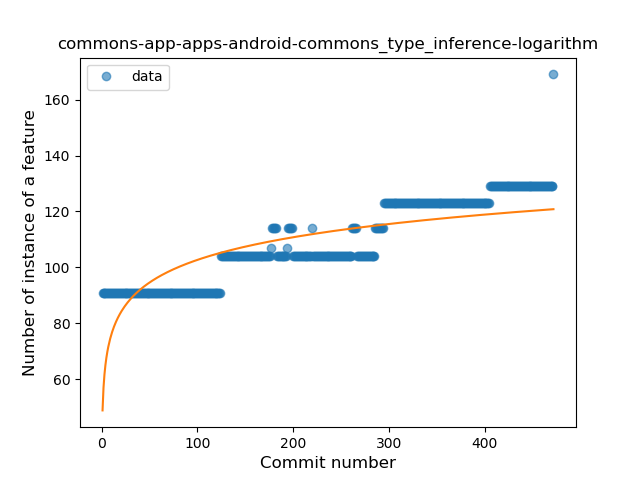 commons-app-apps-android-commons_type_inference-logarithm
data
Number of instance of a feature
160
140
120
100
80
60
0 100 200 300 400
Commit number